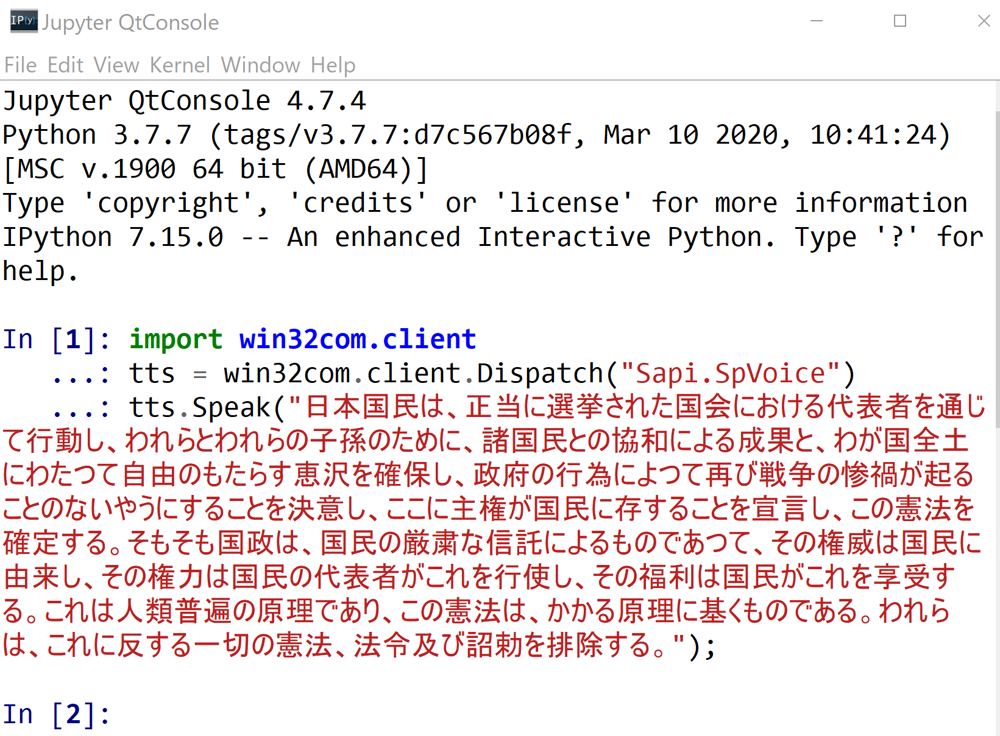 IP[y]: Jupyter QtConsole
File Edit View Kernel Window Help
Jupyter QtConsole 4.7.4
Python 3.7.7 (tags/v3.7.7:d7c567b08f, Mar 10 2020, 10:41:24)
[MSC v.1900 64 bit (AMD64)]
Type 'copyright', 'credits' or 'license' for more information
IPython 7.15.0 -- An enhanced Interactive Python. Type '?' for
help.
In [1]: import win32com.client
...: tts = win32com.client.Dispatch("Sapi.SpVoice")
...: tts.Speak("日本国民は、正当に選挙された国会における代表者を通じ
て行動し、われらとわれらの子孫のために、諸国民との協和による成果と、わが国全土
にわたつて自由のもたらす恵沢を確保し、政府の行為によつて再び戦争の惨禍が起る
ことのないやうにすることを決意し、ここに主権が国民に存することを宣言し、この憲法を
確定する。そもそも国政は、国民の厳粛な信託によるものであつて、その権威は国民に
由来し、その権力は国民の代表者がこれを行使し、その福利は国民がこれを享受す
る。これは人類普遍の原理であり、この憲法は、かかる原理に基くものである。われら
は、これに反する一切の憲法、法令及び詔勅を排除する。");
In [2]: